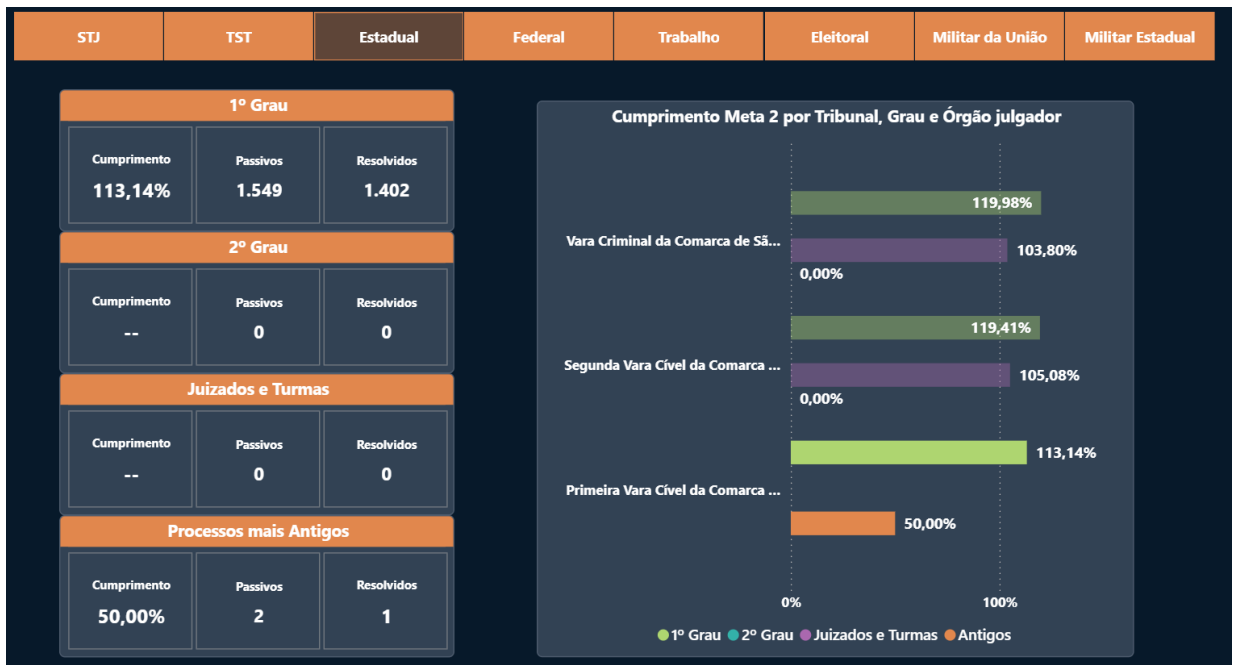 STJ TST Estadual Federal Trabalho Eleitoral Militar da União Militar Estadual
1º Grau
Cumprimento Passivos Resolvidos
113,14% 1.549 1.402
2º Grau
Cumprimento Passivos Resolvidos
-- 0 0
Juizados e Turmas
Cumprimento Passivos Resolvidos
-- 0 0
Processos mais Antigos
Cumprimento Passivos Resolvidos
50,00% 2 1
Cumprimento Meta 2 por Tribunal, Grau e Órgão julgador
119,98%
Vara Criminal da Comarca de Sã... 103,80%
0,00%
119,41%
Segunda Vara Cível da Comarca ... 105,08%
0,00%
113,14%
Primeira Vara Cível da Comarca ...
50,00%
0% 100%
1º Grau 2º Grau Juizados e Turmas Antigos